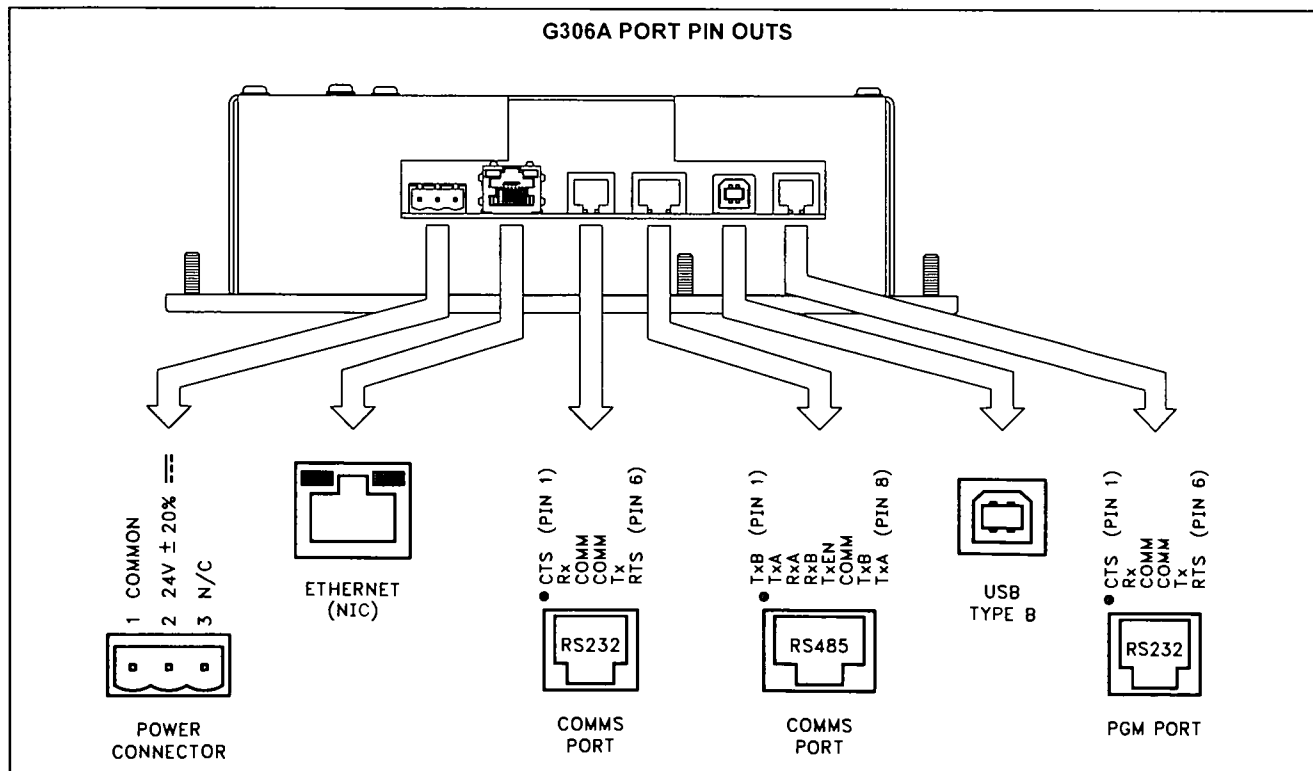 G306A PORT PIN OUTS
1 COMMON
2 24V ± 20%
3 N/C
POWER
CONNECTOR
ETHERNET
(NIC)
CTS (PIN 1)
Rx
COMM
COMM
Tx
RTS (PIN 6)
RS232
COMMS
PORT
TxB (PIN 1)
TxA
RxA
RxB
TxEN
COMM
TxB
TxA (PIN 8)
RS485
COMMS
PORT
USB
TYPE B
CTS (PIN 1)
Rx
COMM
COMM
Tx
RTS (PIN 6)
RS232
PGM PORT